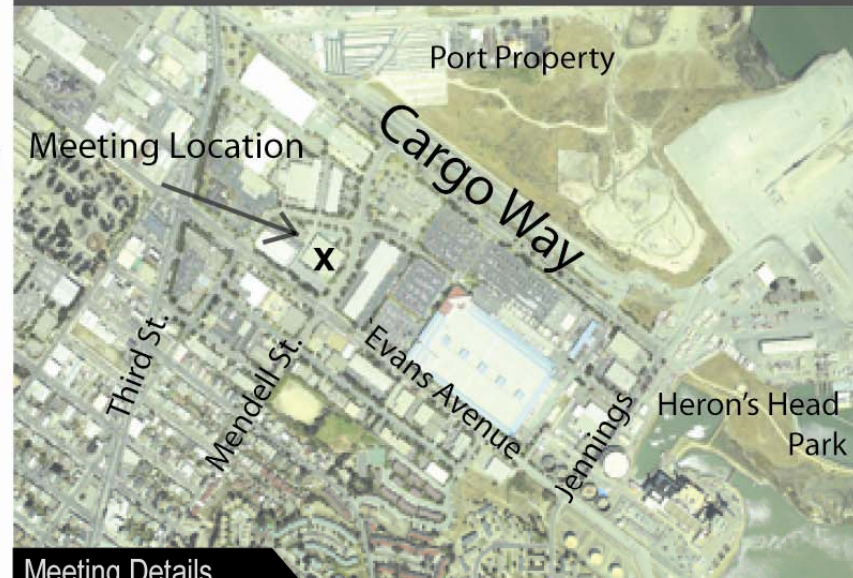 Port Property
Cargo Way
Meeting Location
x
Third St.
Mendell St.
`Evans Avenue
Jennings
Heron's Head
Park
Meeting Details